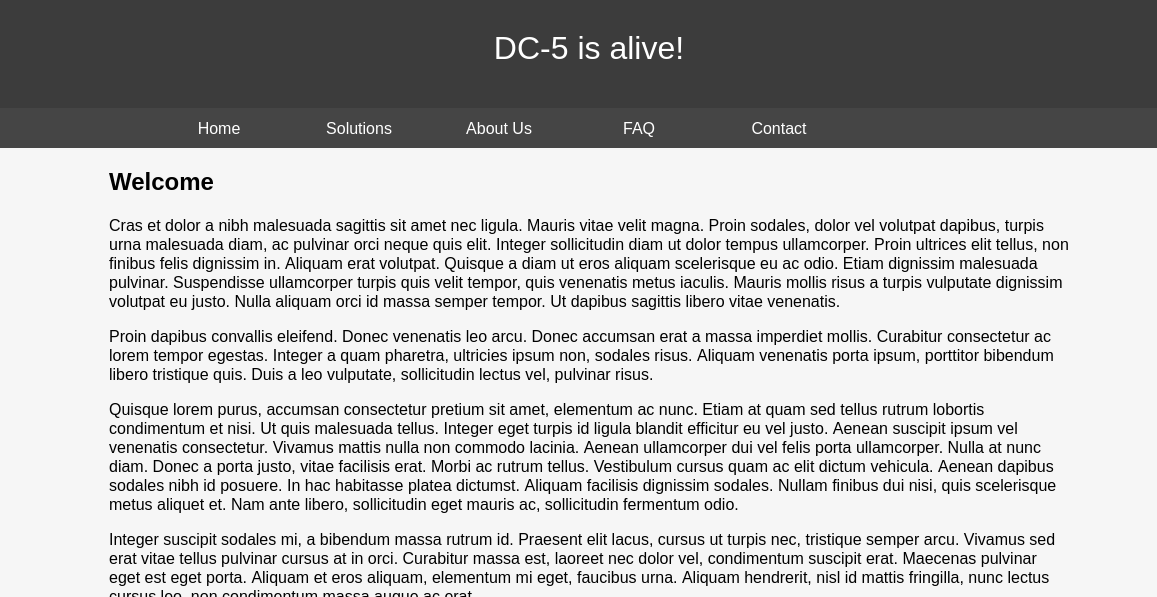 DC-5 is alive!
Home Solutions About Us FAQ Contact
Welcome
Cras et dolor a nibh malesuada sagittis sit amet nec ligula. Mauris vitae velit magna. Proin sodales, dolor vel volutpat dapibus, turpis
urna malesuada diam, ac pulvinar orci neque quis elit. Integer sollicitudin diam ut dolor tempus ullamcorper. Proin ultrices elit tellus, non
finibus felis dignissim in. Aliquam erat volutpat. Quisque a diam ut eros aliquam scelerisque eu ac odio. Etiam dignissim malesuada
pulvinar. Suspendisse ullamcorper turpis quis velit tempor, quis venenatis metus iaculis. Mauris mollis risus a turpis vulputate dignissim
volutpat eu justo. Nulla aliquam orci id massa semper tempor. Ut dapibus sagittis libero vitae venenatis.
Proin dapibus convallis eleifend. Donec venenatis leo arcu. Donec accumsan erat a massa imperdiet mollis. Curabitur consectetur ac
lorem tempor egestas. Integer a quam pharetra, ultricies ipsum non, sodales risus. Aliquam venenatis porta ipsum, porttitor bibendum
libero tristique quis. Duis a leo vulputate, sollicitudin lectus vel, pulvinar risus.
Quisque lorem purus, accumsan consectetur pretium sit amet, elementum ac nunc. Etiam at quam sed tellus rutrum lobortis
condimentum et nisi. Ut quis malesuada tellus. Integer eget turpis id ligula blandit efficitur eu vel justo. Aenean suscipit ipsum vel
venenatis consectetur. Vivamus mattis nulla non commodo lacinia. Aenean ullamcorper dui vel felis porta ullamcorper. Nulla at nunc
diam. Donec a porta justo, vitae facilisis erat. Morbi ac rutrum tellus. Vestibulum cursus quam ac elit dictum vehicula. Aenean dapibus
sodales nibh id posuere. In hac habitasse platea dictumst. Aliquam facilisis dignissim sodales. Nullam finibus dui nisi, quis scelerisque
metus aliquet et. Nam ante libero, sollicitudin eget mauris ac, sollicitudin fermentum odio.
Integer suscipit sodales mi, a bibendum massa rutrum id. Praesent elit lacus, cursus ut turpis nec, tristique semper arcu. Vivamus sed
erat vitae tellus pulvinar cursus at in orci. Curabitur massa est, laoreet nec dolor vel, condimentum suscipit erat. Maecenas pulvinar
eget est eget porta. Aliquam et eros aliquam, elementum mi eget, faucibus urna. Aliquam hendrerit, nisl id mattis fringilla, nunc lectus
cursus leo, non condimentum massa augue ac erat.